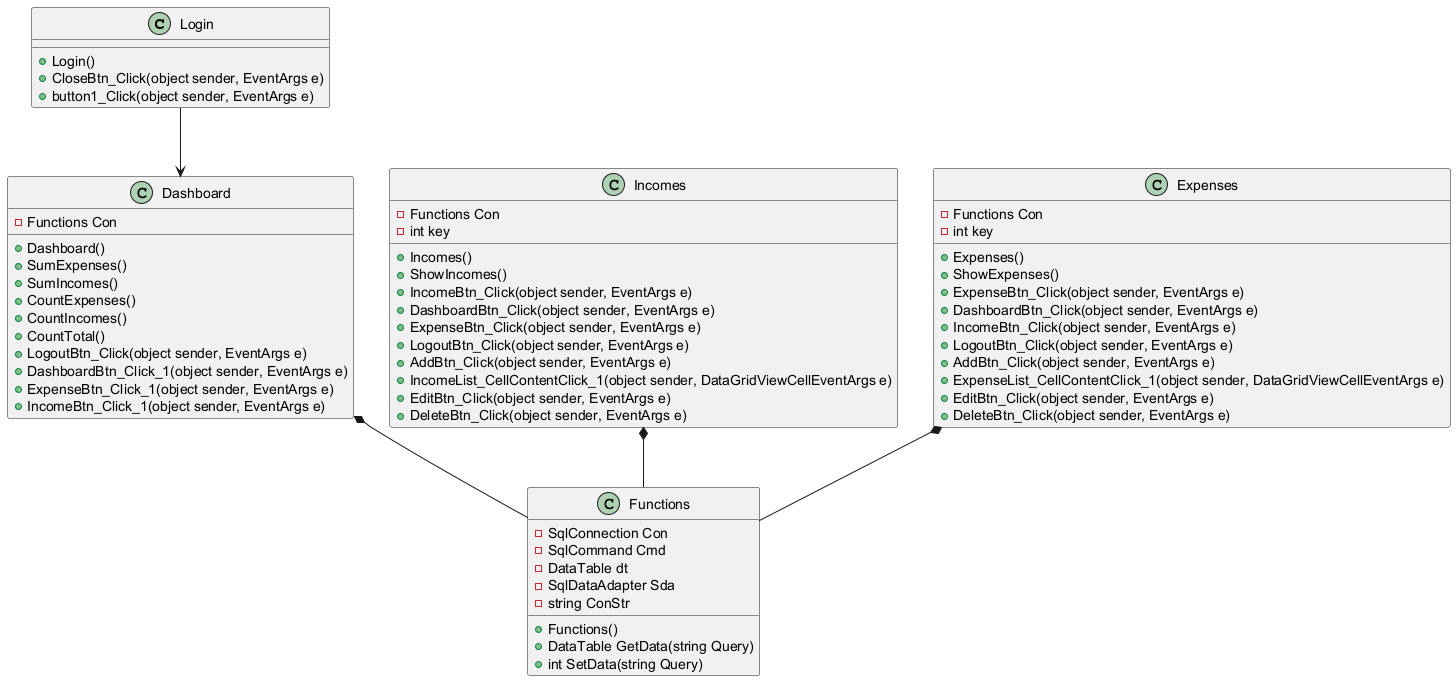 C Login
Login()
CloseBtn_Click(object sender, EventArgs e)
button1_Click(object sender, EventArgs e)
C Dashboard
Functions Con
Dashboard()
SumExpenses()
SumIncomes()
CountExpenses()
CountIncomes()
CountTotal()
LogoutBtn_Click(object sender, EventArgs e)
DashboardBtn_Click_1(object sender, EventArgs e)
ExpenseBtn_Click_1(object sender, EventArgs e)
IncomeBtn_Click_1(object sender, EventArgs e)
C Incomes
Functions Con
int key
Incomes()
ShowIncomes()
IncomeBtn_Click(object sender, EventArgs e)
DashboardBtn_Click(object sender, EventArgs e)
ExpenseBtn_Click(object sender, EventArgs e)
LogoutBtn_Click(object sender, EventArgs e)
AddBtn_Click(object sender, EventArgs e)
IncomeList_CellContentClick_1(object sender, DataGridViewCellEventArgs e)
EditBtn_Click(object sender, EventArgs e)
DeleteBtn_Click(object sender, EventArgs e)
C Expenses
Functions Con
int key
Expenses()
ShowExpenses()
ExpenseBtn_Click(object sender, EventArgs e)
DashboardBtn_Click(object sender, EventArgs e)
IncomeBtn_Click(object sender, EventArgs e)
LogoutBtn_Click(object sender, EventArgs e)
AddBtn_Click(object sender, EventArgs e)
ExpenseList_CellContentClick_1(object sender, DataGridViewCellEventArgs e)
EditBtn_Click(object sender, EventArgs e)
DeleteBtn_Click(object sender, EventArgs e)
C Functions
SqlConnection Con
SqlCommand Cmd
DataTable dt
SqlDataAdapter Sda
string ConStr
Functions()
DataTable GetData(string Query)
int SetData(string Query)